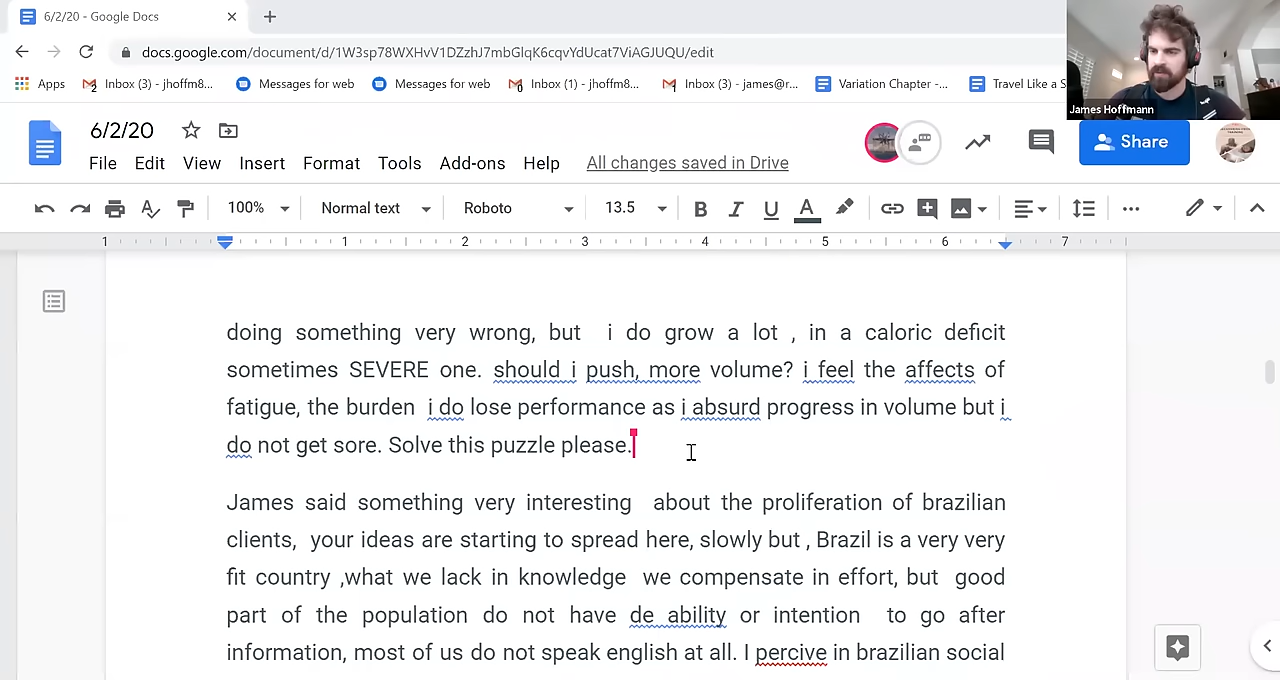 6/2/20 - Google Docs
docs.google.com/document/d/1W3sp78WXHvV1DZzhJ7mbGlqK6cqvYdUcat7ViAGJUQU/edit
Apps Inbox (3) - jhoffm8... Messages for web Messages for web Inbox (1) - jhoffm8... Inbox (3) - james@r... Variation Chapter -... Travel Like a S
James Hoffmann
6/2/20
Share
File Edit View Insert Format Tools Add-ons Help All changes saved in Drive
100% Normal text Roboto 13.5 B I U A
1 1 2 3 4 5 6 7
doing something very wrong, but i do grow a lot , in a caloric deficit
sometimes SEVERE one. should i push, more volume? i feel the affects of
fatigue, the burden i do lose performance as i absurd progress in volume but i
do not get sore. Solve this puzzle please.
James said something very interesting about the proliferation of brazilian
clients, your ideas are starting to spread here, slowly but , Brazil is a very very
fit country ,what we lack in knowledge we compensate in effort, but good
part of the population do not have de ability or intention to go after
information, most of us do not speak english at all. I percive in brazilian social